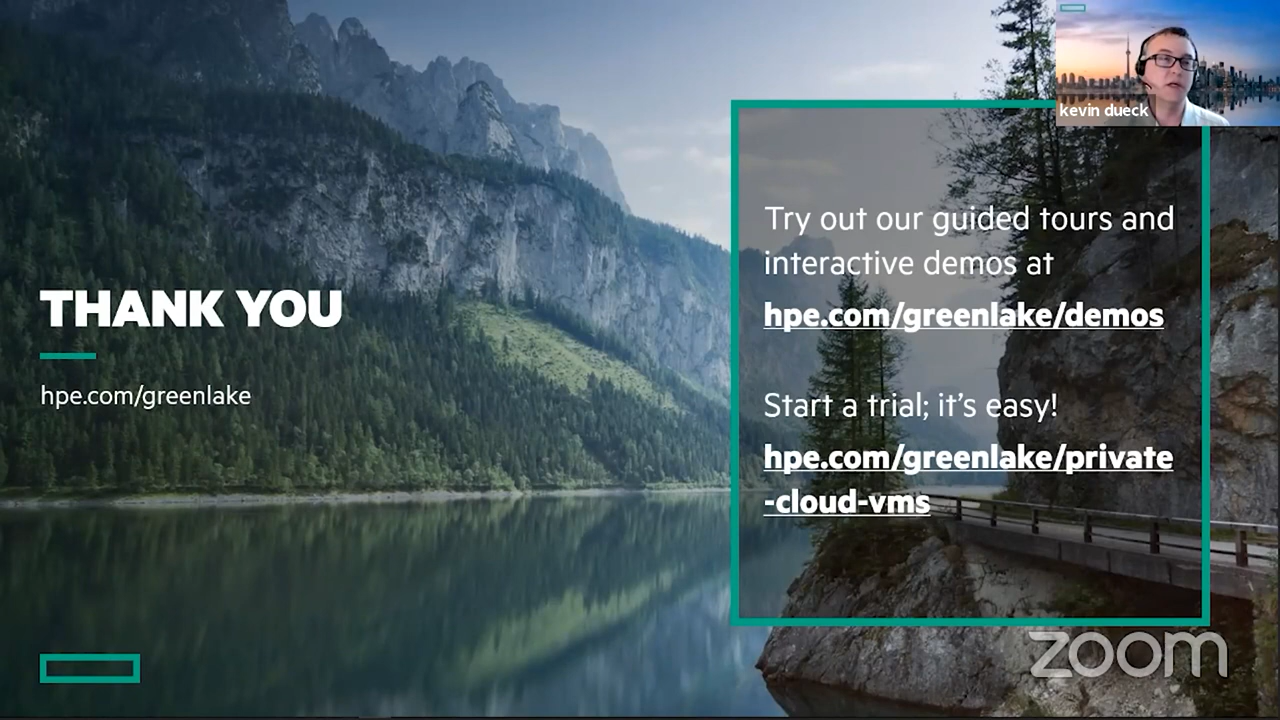 kevin dueck
THANK YOU
hpe.com/greenlake
Try out our guided tours and
interactive demos at
hpe.com/greenlake/demos
Start a trial; it's easy!
hpe.com/greenlake/private
-cloud-vms
zoom